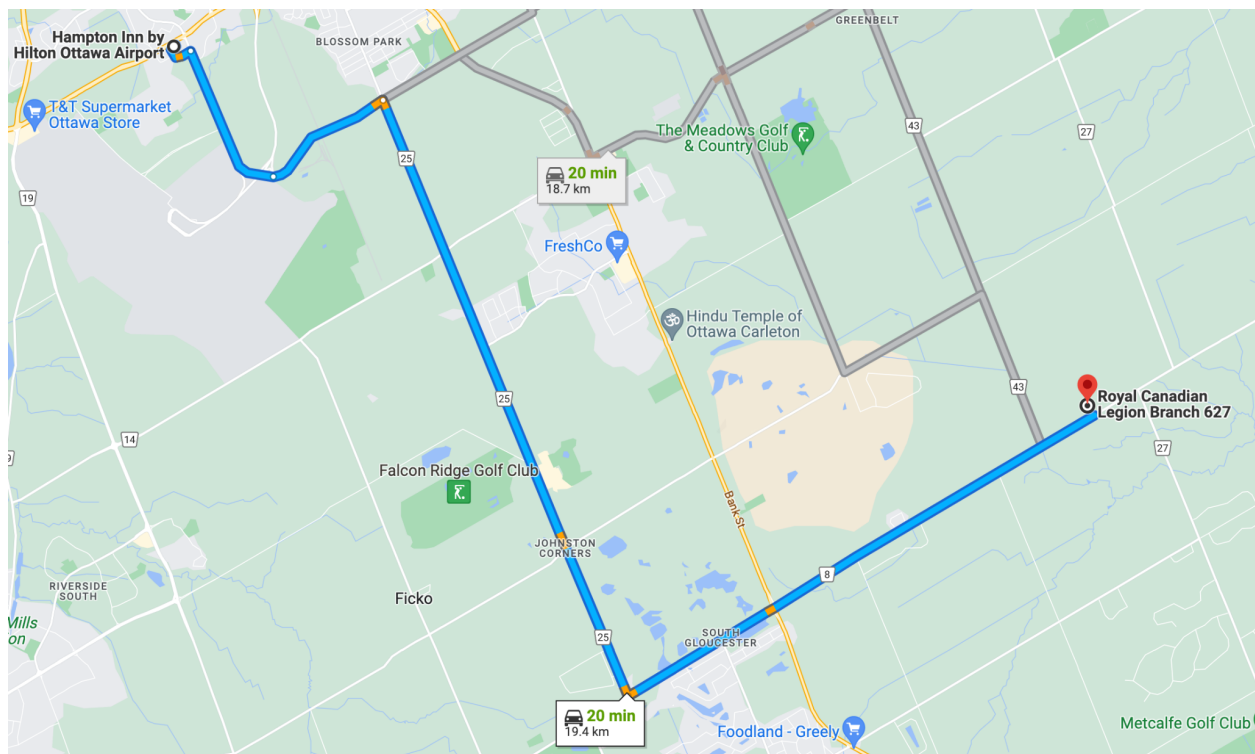 GREENBELT
Hampton Inn by
Hilton Ottawa Airport
BLOSSOM PARK
T&T Supermarket
Ottawa Store
43
27
The Meadows Golf
& Country Club
25
20 min
18.7 km
19
FreshCo
Hindu Temple of
Ottawa Carleton
43
Royal Canadian
Legion Branch 627
25
14
27
9
Falcon Ridge Golf Club
Bank St
JOHNSTON
CORNERS
8
RIVERSIDE
SOUTH
Ficko
Mills
on
25
SOUTH
GLOUCESTER
20 min
19.4 km
Foodland - Greely
Metcalfe Golf Club